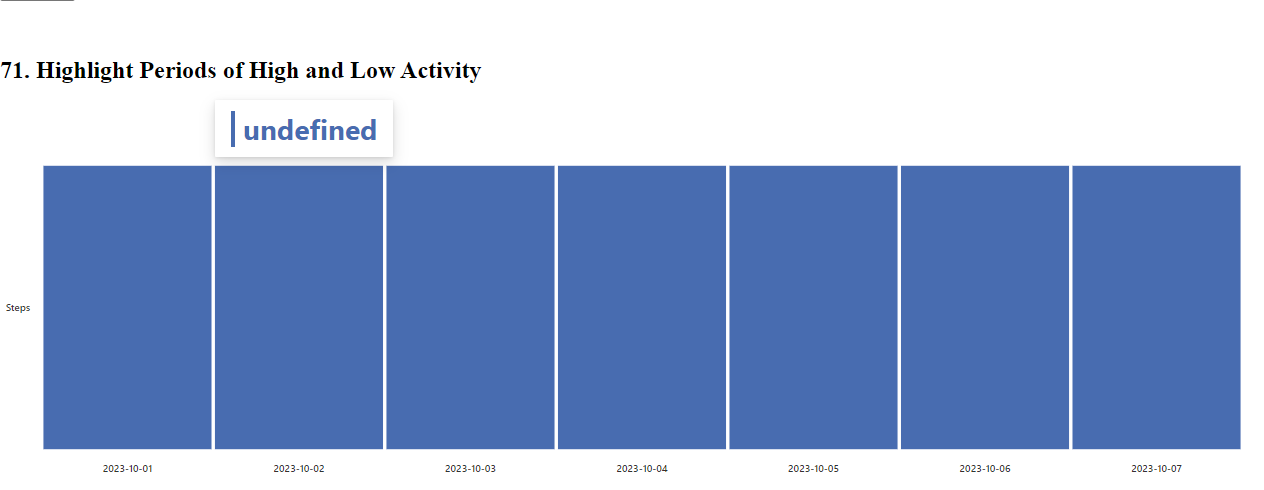 71. Highlight Periods of High and Low Activity
undefined
Steps
2023-10-01 2023-10-02 2023-10-03 2023-10-04 2023-10-05 2023-10-06 2023-10-07